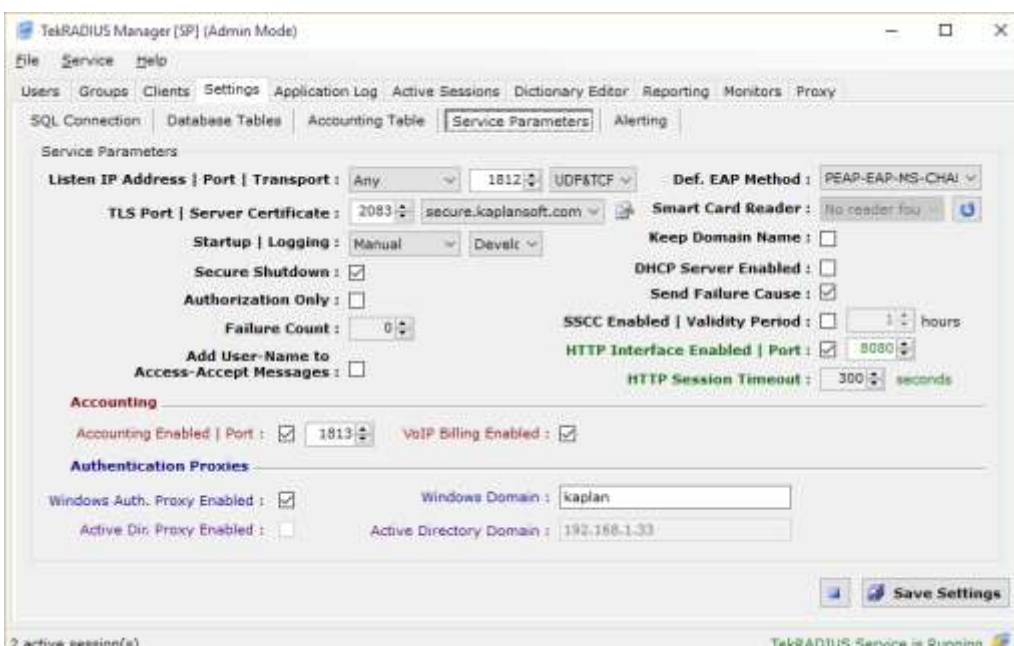 TekRADIUS Manager [SP] (Admin Mode)
File Service Help
Users Groups Clients Settings Application Log Active Sessions Dictionary Editor Reporting Monitors Proxy
SQL Connection Database Tables Accounting Table Service Parameters Alerting
Service Parameters
Listen IP Address | Port | Transport : Any 1812 UDP&TCP Def. EAP Method : PEAP-EAP-MS-CHA
TLS Port | Server Certificate : 2083 secure.kaplansoft.com Smart Card Reader : No reader fou
Startup | Logging : Manual Develc Keep Domain Name :
Secure Shutdown : DHCP Server Enabled :
Authorization Only : Send Failure Cause :
Failure Count : 0 SSCC Enabled | Validity Period : 1 hours
Add User-Name to
Access-Accept Messages : HTTP Interface Enabled | Port : 8080
HTTP Session Timeout : 300 seconds
Accounting
Accounting Enabled | Port : 1813 VoIP Billing Enabled :
Authentication Proxies
Windows Auth. Proxy Enabled : Windows Domain : kaplan
Active Dir. Proxy Enabled : Active Directory Domain : 192.168.1.33
Save Settings
2 active session(s) TekRADIUS Service is Running